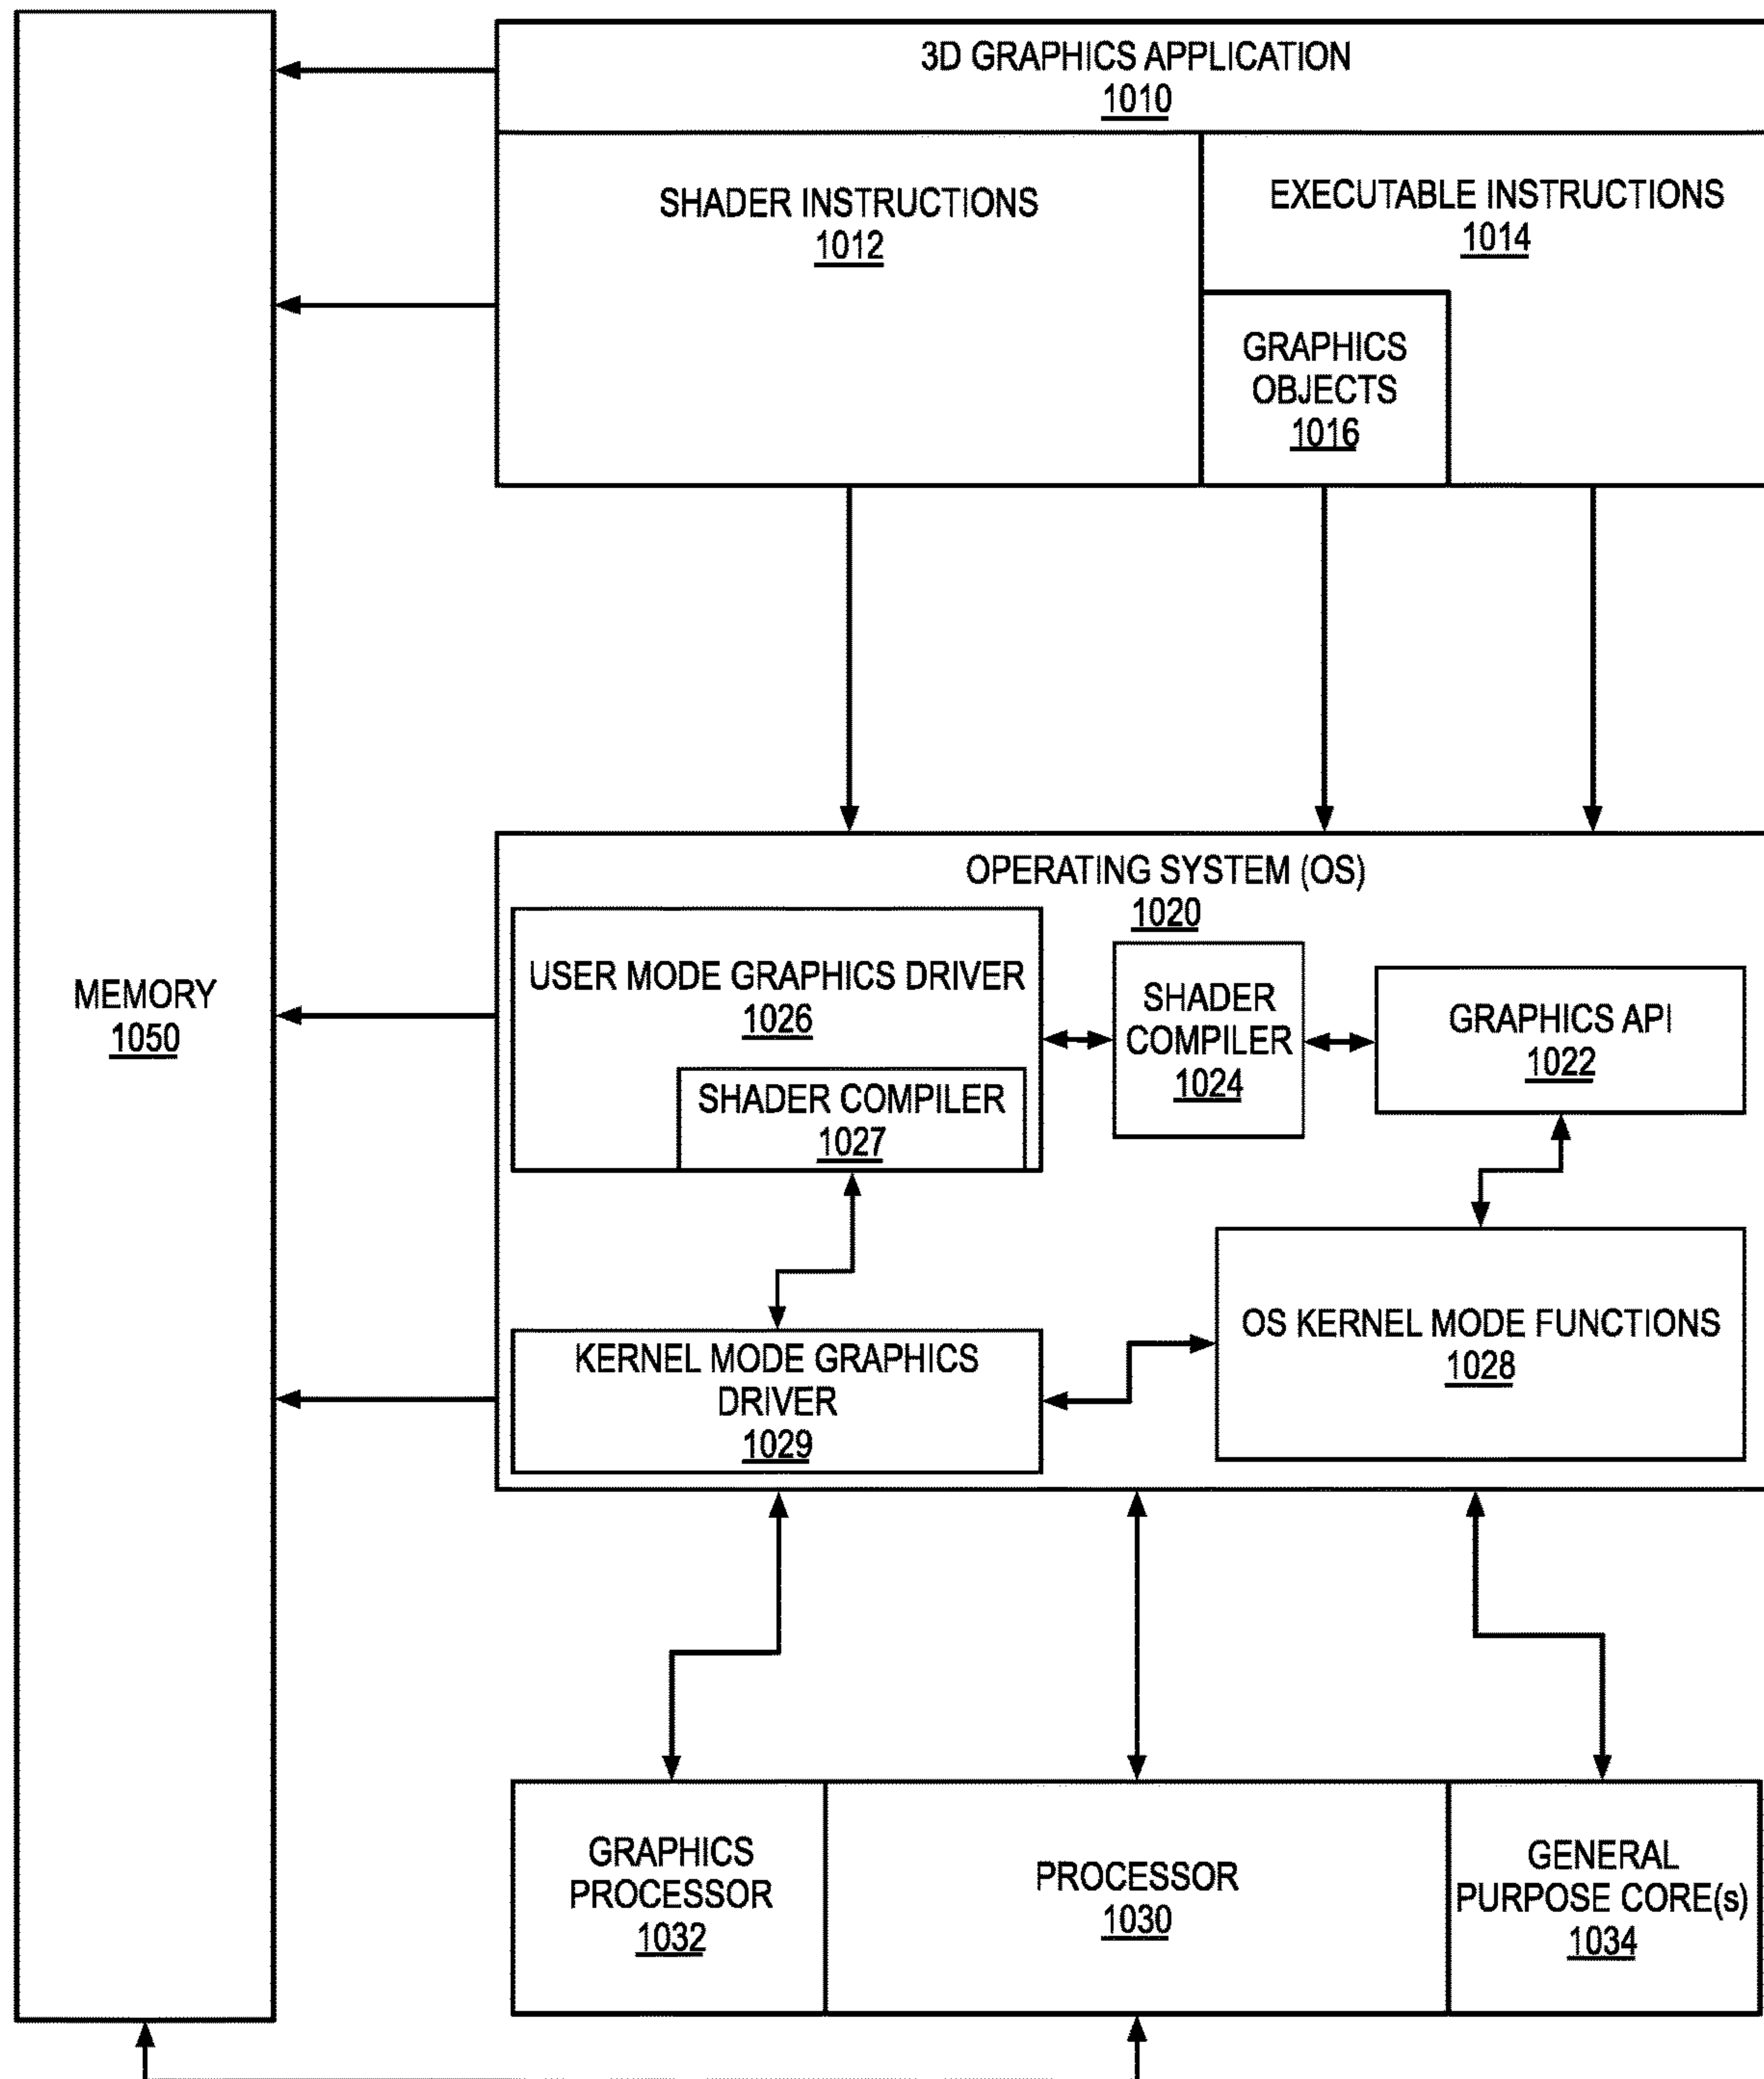 3D GRAPHICS APPLICATION
1010
SHADER INSTRUCTIONS
1012
EXECUTABLE INSTRUCTIONS
1014
GRAPHICS
OBJECTS
1016
MEMORY
1050
OPERATING SYSTEM (OS)
1020
USER MODE GRAPHICS DRIVER
1026
SHADER COMPILER
1027
SHADER
COMPILER
1024
GRAPHICS API
1022
KERNEL MODE GRAPHICS
DRIVER
1029
OS KERNEL MODE FUNCTIONS
1028
GRAPHICS
PROCESSOR
1032
PROCESSOR
1030
GENERAL
PURPOSE CORE(s)
1034